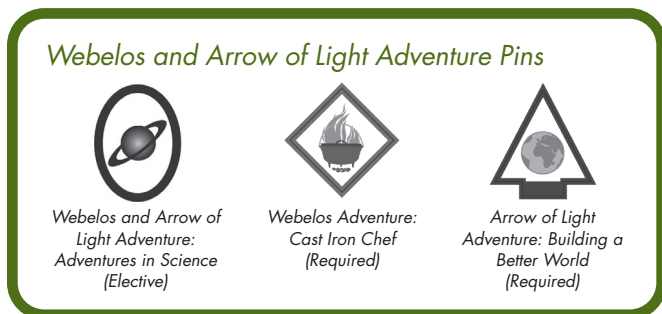 Webelos and Arrow of Light Adventure Pins
Webelos and Arrow of
Light Adventure:
Adventures in Science
(Elective)
Webelos Adventure:
Cast Iron Chef
(Required)
Arrow of Light
Adventure: Building a
Better World
(Required)